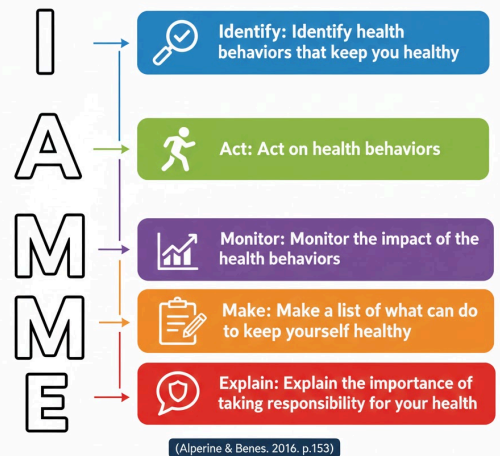 I
Identify: Identify health
behaviors that keep you healthy
A
Act: Act on health behaviors
M
Monitor: Monitor the impact of the
health behaviors
M
Make: Make a list of what can do
to keep yourself healthy
E
Explain: Explain the importance of
taking responsibility for your health
(Alperine & Benes. 2016. p.153)